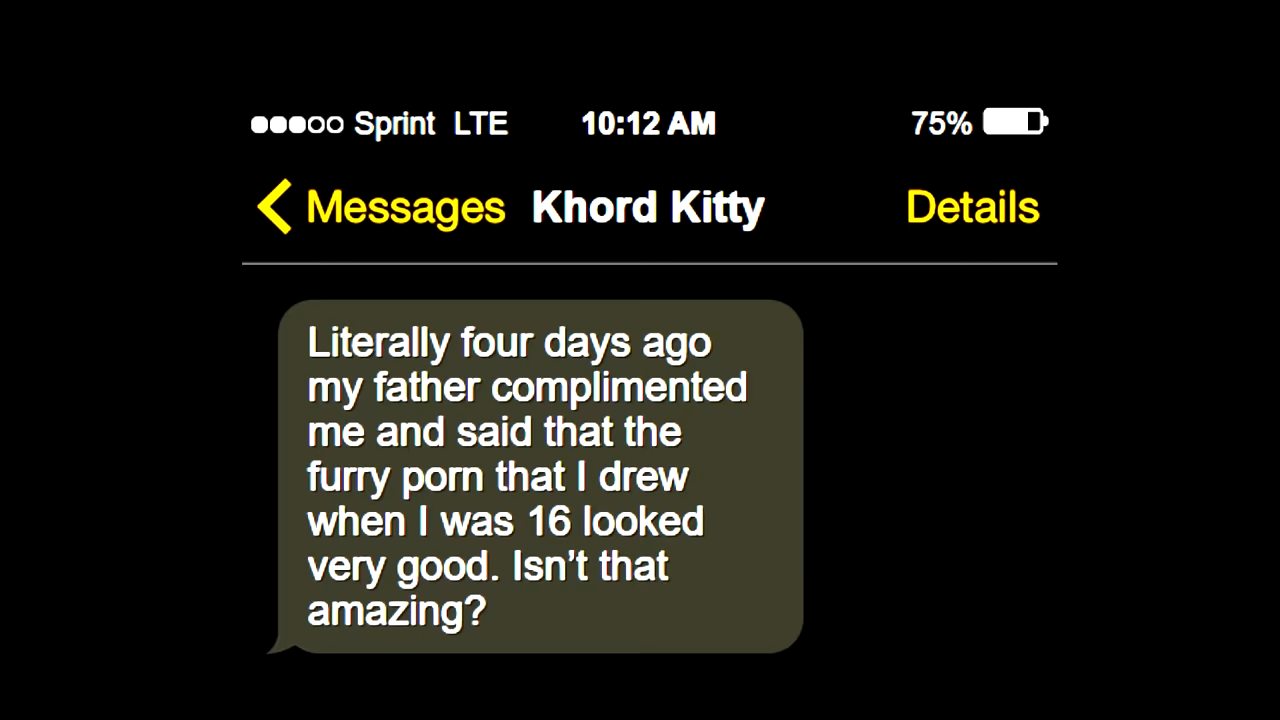 Sprint LTE 10:12 AM 75%
Messages Khord Kitty Details
Literally four days ago
my father complimented
me and said that the
furry porn that I drew
when I was 16 looked
very good. Isn’t that
amazing?